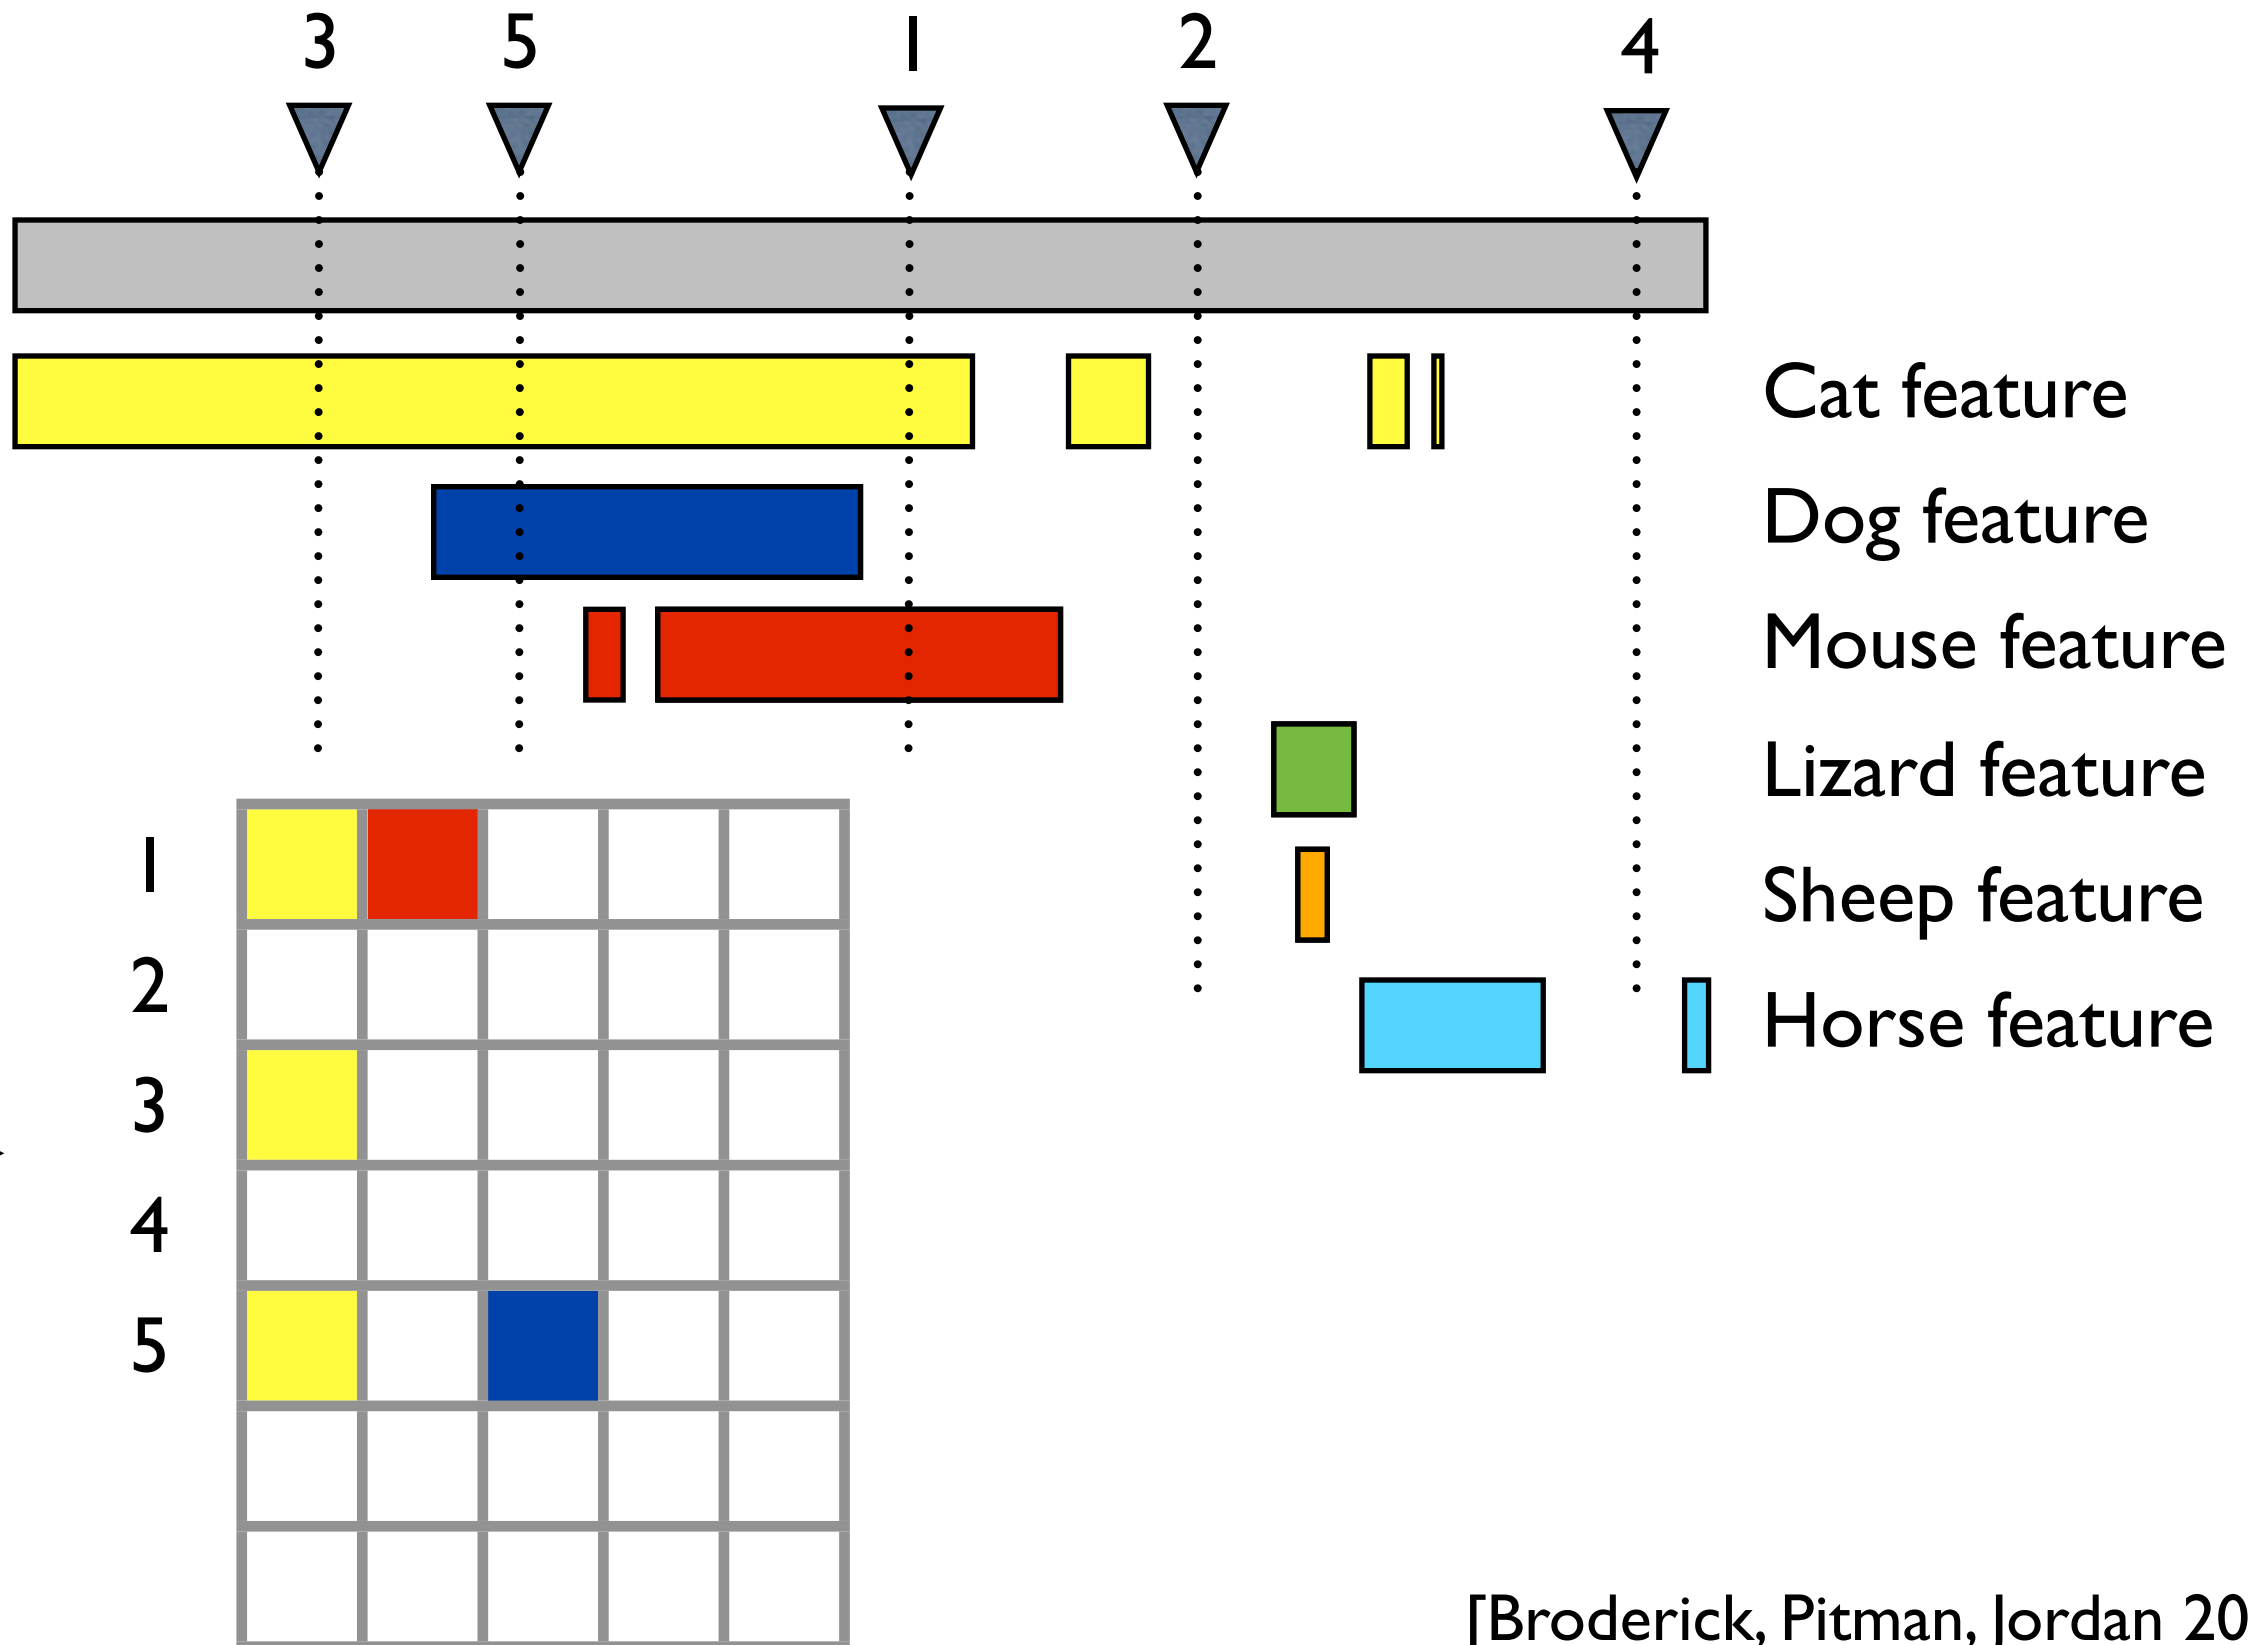 3 5 1 2 4
Cat feature
Dog feature
Mouse feature
Lizard feature
Sheep feature
Horse feature
1
2
3
4
5
[Broderick, Pitman, Jordan 20